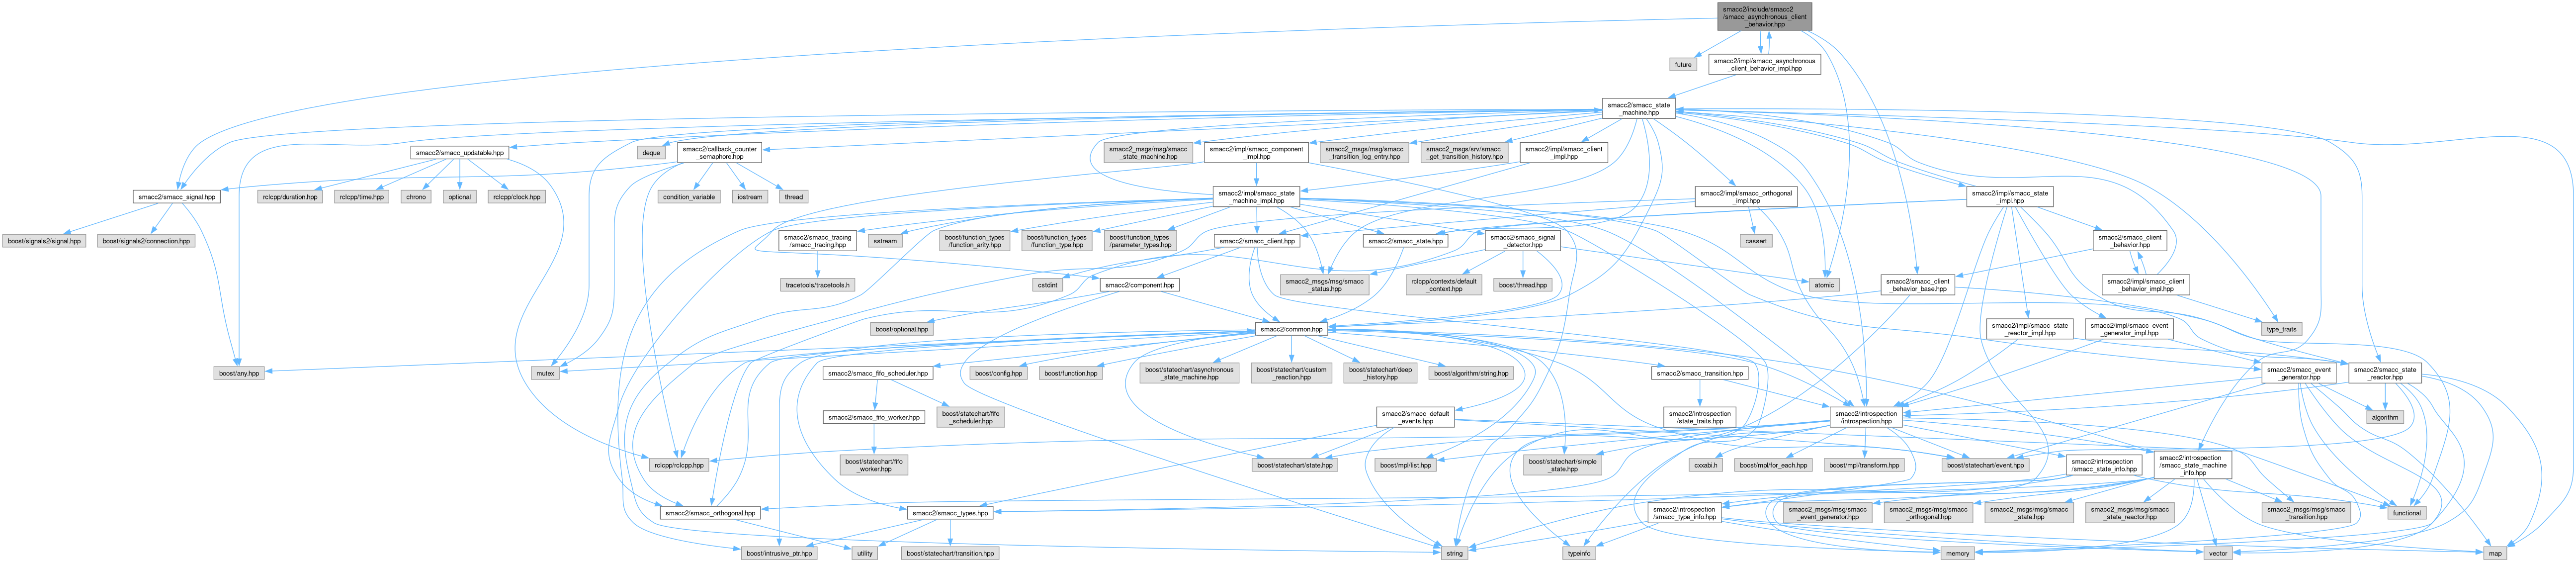 smacc2/include/smacc2
/smacc_asynchronous_client
_behavior.hpp
future
smacc2/impl/smacc_asynchronous
_client_behavior_impl.hpp
smacc2/smacc_state
_machine.hpp
deque
smacc2/smacc_updatable.hpp
smacc2/callback_counter
_semaphore.hpp
smacc2_msgs/msg/smacc
_state_machine.hpp
smacc2/impl/smacc_component
_impl.hpp
smacc2_msgs/msg/smacc
_transition_log_entry.hpp
smacc2_msgs/srv/smacc
_get_transition_history.hpp
smacc2/impl/smacc_client
_impl.hpp
smacc2/smacc_signal.hpp
rclcpp/duration.hpp
rclcpp/time.hpp
chrono
optional
rclcpp/clock.hpp
condition_variable
iostream
thread
smacc2/impl/smacc_state
_machine_impl.hpp
smacc2/impl/smacc_orthogonal
_impl.hpp
smacc2/impl/smacc_state
_impl.hpp
boost/signals2/signal.hpp
boost/signals2/connection.hpp
smacc2/smacc_tracing
/smacc_tracing.hpp
sstream
boost/function_types
/function_arity.hpp
boost/function_types
/function_type.hpp
boost/function_types
/parameter_types.hpp
smacc2/smacc_client.hpp
smacc2/smacc_state.hpp
smacc2/smacc_signal
_detector.hpp
cassert
smacc2/smacc_client
_behavior.hpp
tracetools/tracetools.h
cstdint
smacc2/component.hpp
smacc2_msgs/msg/smacc
_status.hpp
rclcpp/contexts/default
_context.hpp
boost/thread.hpp
atomic
smacc2/smacc_client
_behavior_base.hpp
smacc2/impl/smacc_client
_behavior_impl.hpp
boost/optional.hpp
smacc2/common.hpp
smacc2/impl/smacc_state
_reactor_impl.hpp
smacc2/impl/smacc_event
_generator_impl.hpp
type_traits
boost/any.hpp
mutex
smacc2/smacc_fifo_scheduler.hpp
boost/config.hpp
boost/function.hpp
boost/statechart/asynchronous
_state_machine.hpp
boost/statechart/custom
_reaction.hpp
boost/statechart/deep
_history.hpp
boost/algorithm/string.hpp
smacc2/smacc_transition.hpp
smacc2/smacc_event
_generator.hpp
smacc2/smacc_state
_reactor.hpp
smacc2/smacc_fifo_worker.hpp
boost/statechart/fifo
_scheduler.hpp
smacc2/smacc_default
_events.hpp
smacc2/introspection
/state_traits.hpp
smacc2/introspection
/introspection.hpp
algorithm
rclcpp/rclcpp.hpp
boost/statechart/fifo
_worker.hpp
boost/statechart/state.hpp
boost/mpl/list.hpp
boost/statechart/simple
_state.hpp
cxxabi.h
boost/mpl/for_each.hpp
boost/mpl/transform.hpp
boost/statechart/event.hpp
smacc2/introspection
/smacc_state_info.hpp
smacc2/introspection
/smacc_state_machine
_info.hpp
smacc2/smacc_orthogonal.hpp
smacc2/smacc_types.hpp
smacc2/introspection
/smacc_type_info.hpp
smacc2_msgs/msg/smacc
_event_generator.hpp
smacc2_msgs/msg/smacc
_orthogonal.hpp
smacc2_msgs/msg/smacc
_state.hpp
smacc2_msgs/msg/smacc
_state_reactor.hpp
smacc2_msgs/msg/smacc
_transition.hpp
functional
boost/intrusive_ptr.hpp
utility
boost/statechart/transition.hpp
string
typeinfo
memory
vector
map